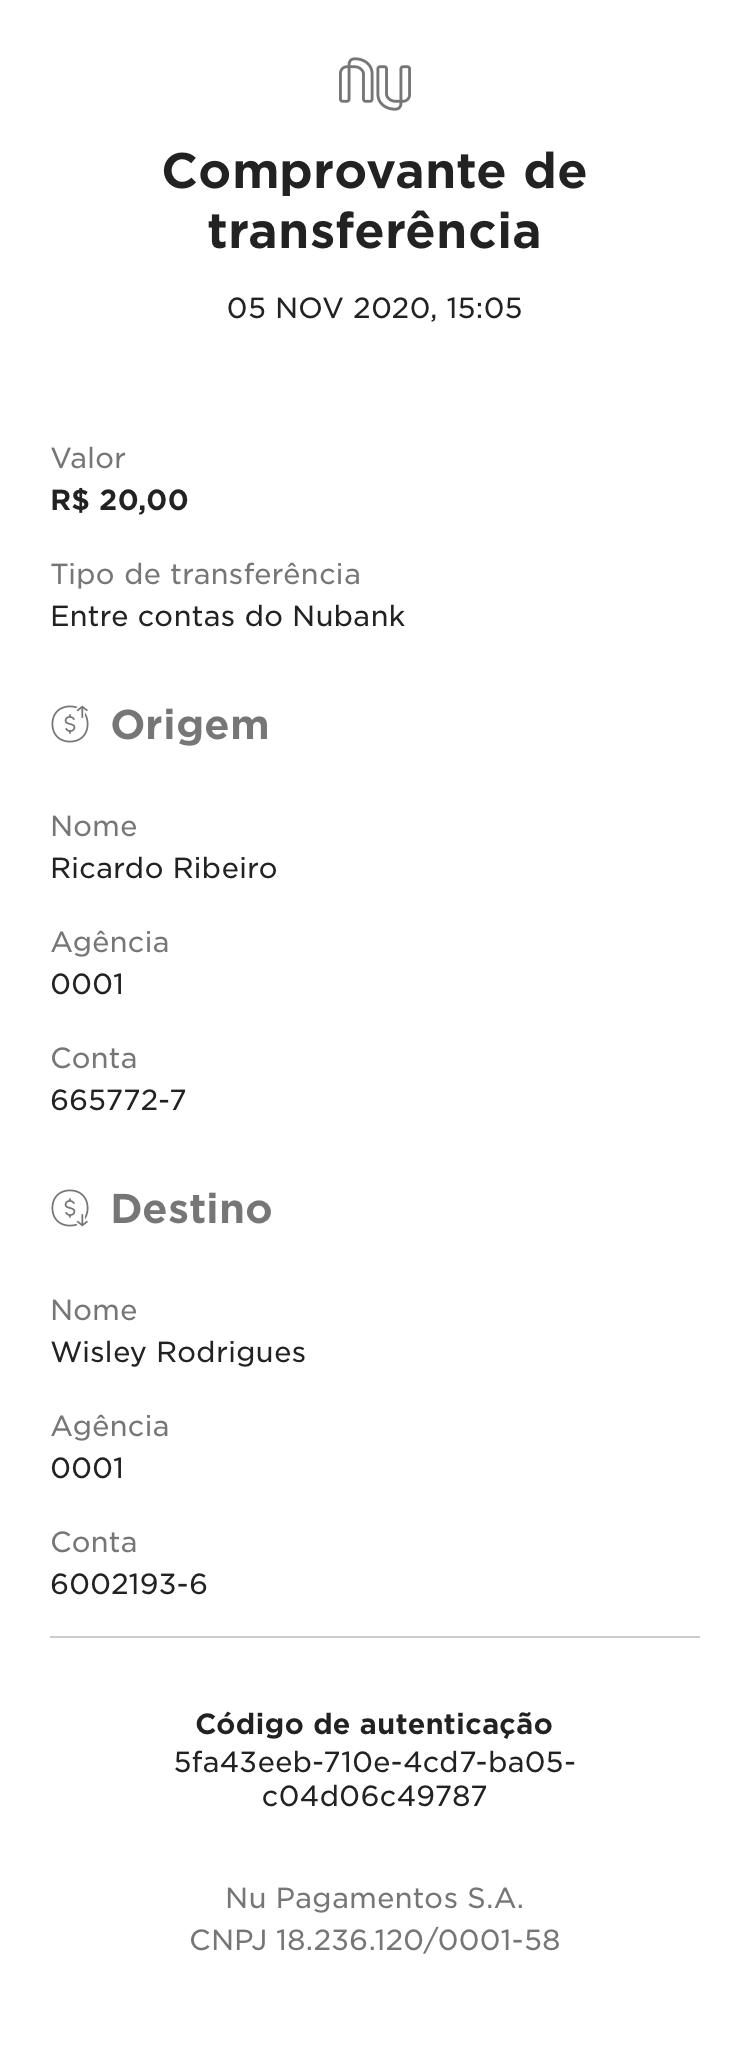 nu
Comprovante de
transferência
05 NOV 2020, 15:05
Valor
R$ 20,00
Tipo de transferência
Entre contas do Nubank
$ Origem
Nome
Ricardo Ribeiro
Agência
0001
Conta
665772-7
$ Destino
Nome
Wisley Rodrigues
Agência
0001
Conta
6002193-6
Código de autenticação
5fa43eeb-710e-4cd7-ba05-
c04d06c49787
Nu Pagamentos S.A.
CNPJ 18.236.120/0001-58